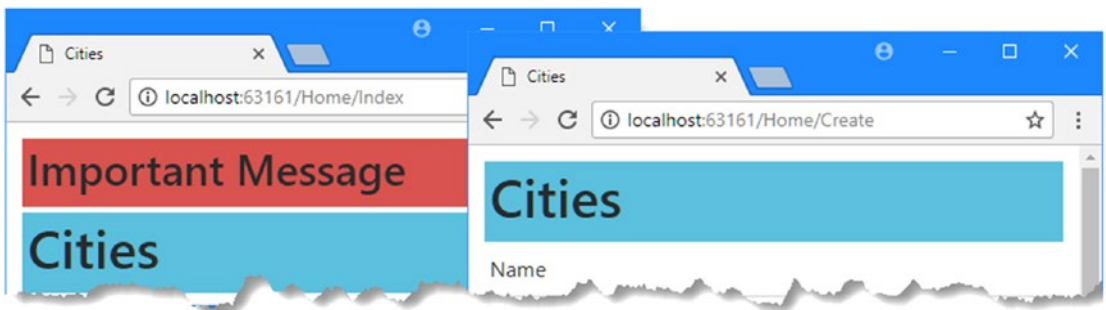 Cities
localhost:63161/Home/Index
Important Message
Cities
Cities
localhost:63161/Home/Create
Cities
Name